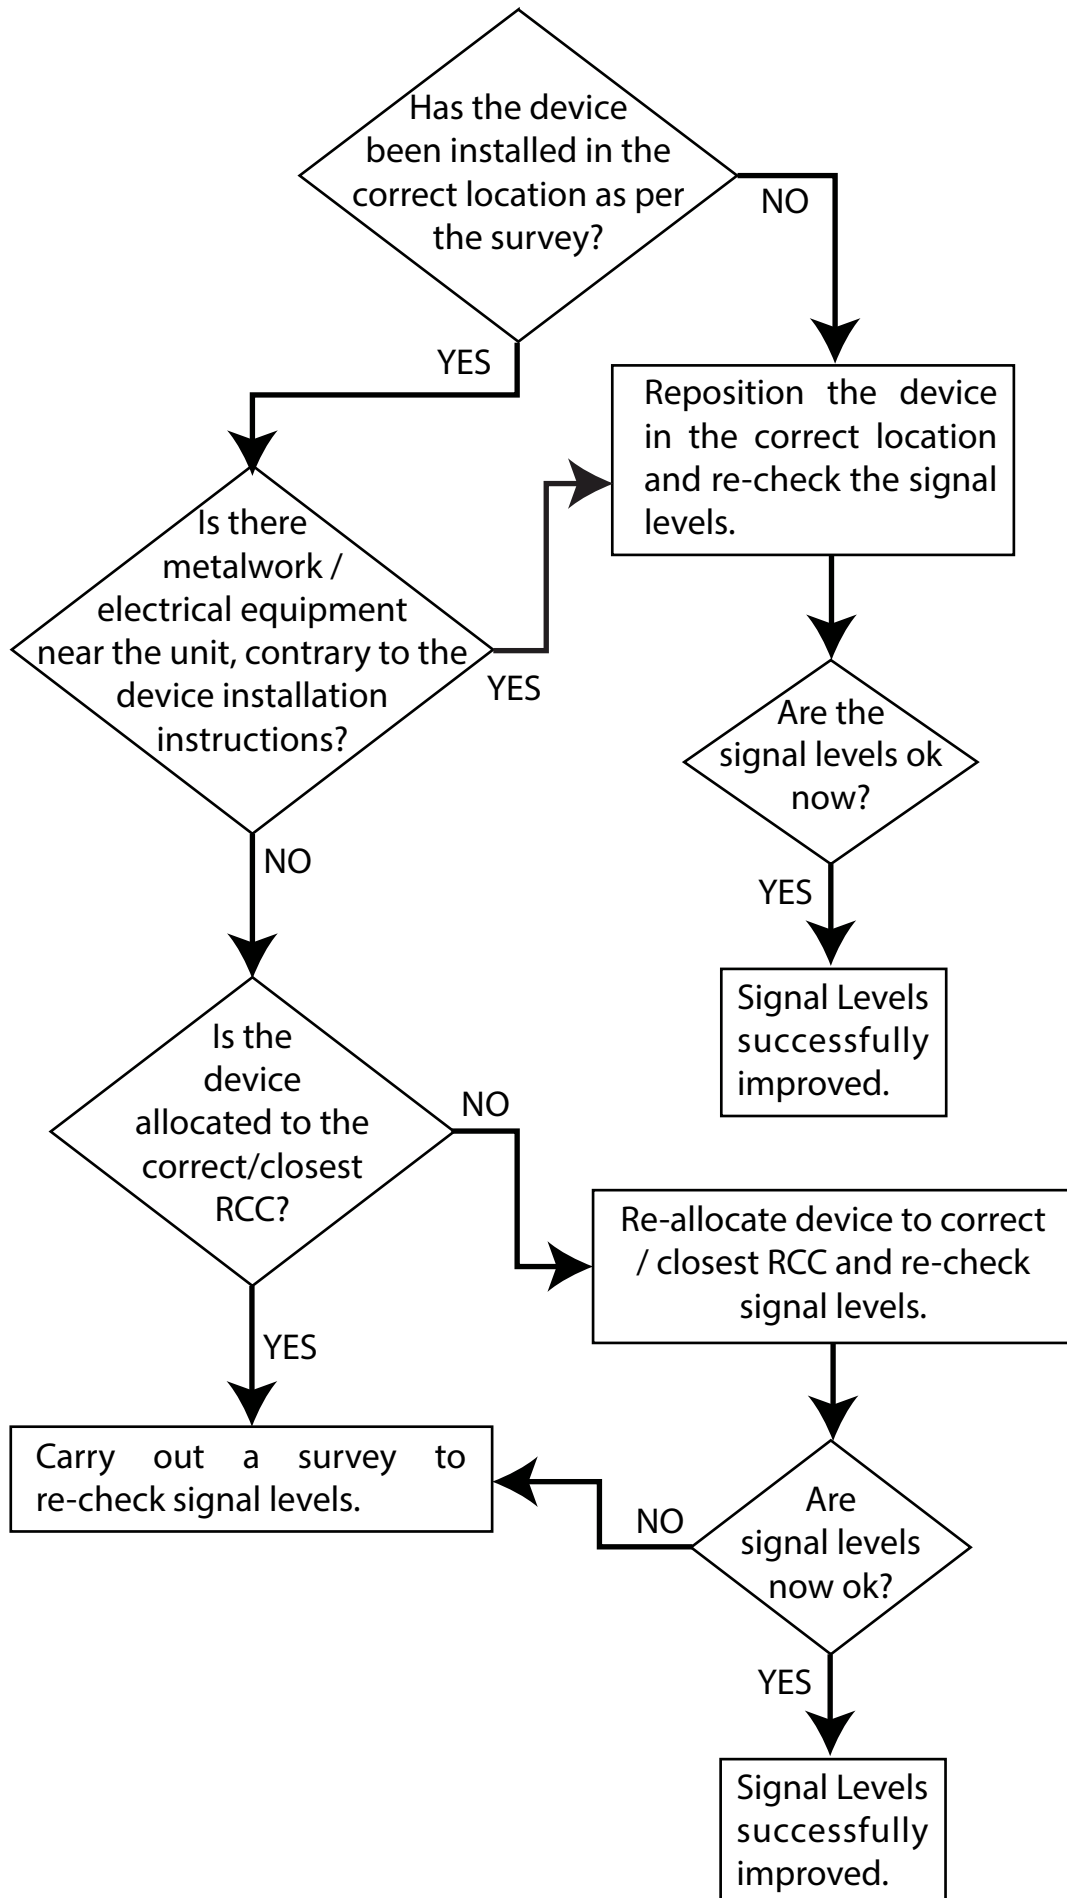 Has the device
been installed in the
correct location as per
the survey?
NO
YES
Reposition the device
in the correct location
and re-check the signal
levels.
Is there
metalwork /
electrical equipment
near the unit, contrary to the
device installation
instructions?
YES
Are the
signal levels ok
now?
NO
YES
Signal Levels
successfully
improved.
Is the
device
allocated to the
correct/closest
RCC?
NO
Re-allocate device to correct
/ closest RCC and re-check
signal levels.
YES
Carry out a survey to
re-check signal levels.
Are
signal levels
now ok?
NO
YES
Signal Levels
successfully
improved.